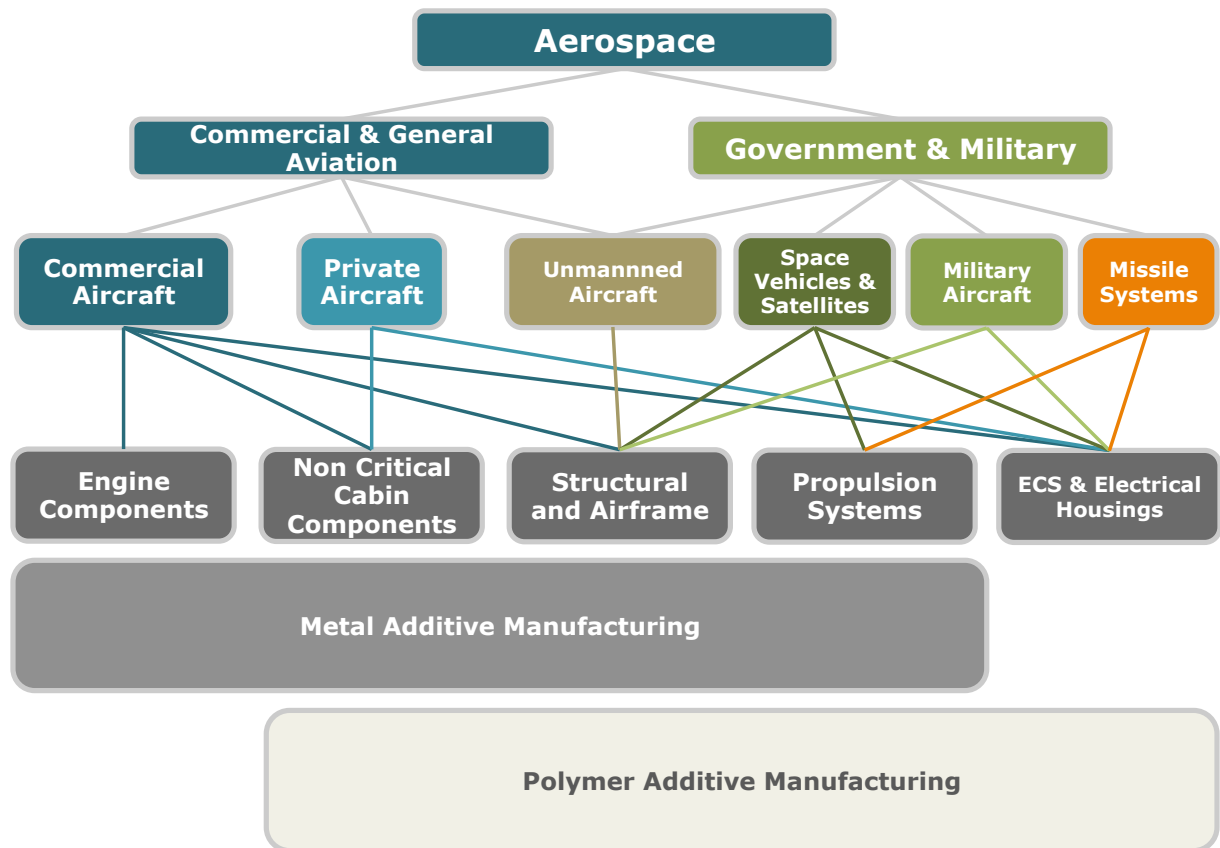 Aerospace
Commercial & General
Aviation
Government & Military
Commercial
Aircraft
Private
Aircraft
Unmannned
Aircraft
Space
Vehicles &
Satellites
Military
Aircraft
Missile
Systems
Engine
Components
Non Critical
Cabin
Components
Structural
and Airframe
Propulsion
Systems
ECS & Electrical
Housings
Metal Additive Manufacturing
Polymer Additive Manufacturing